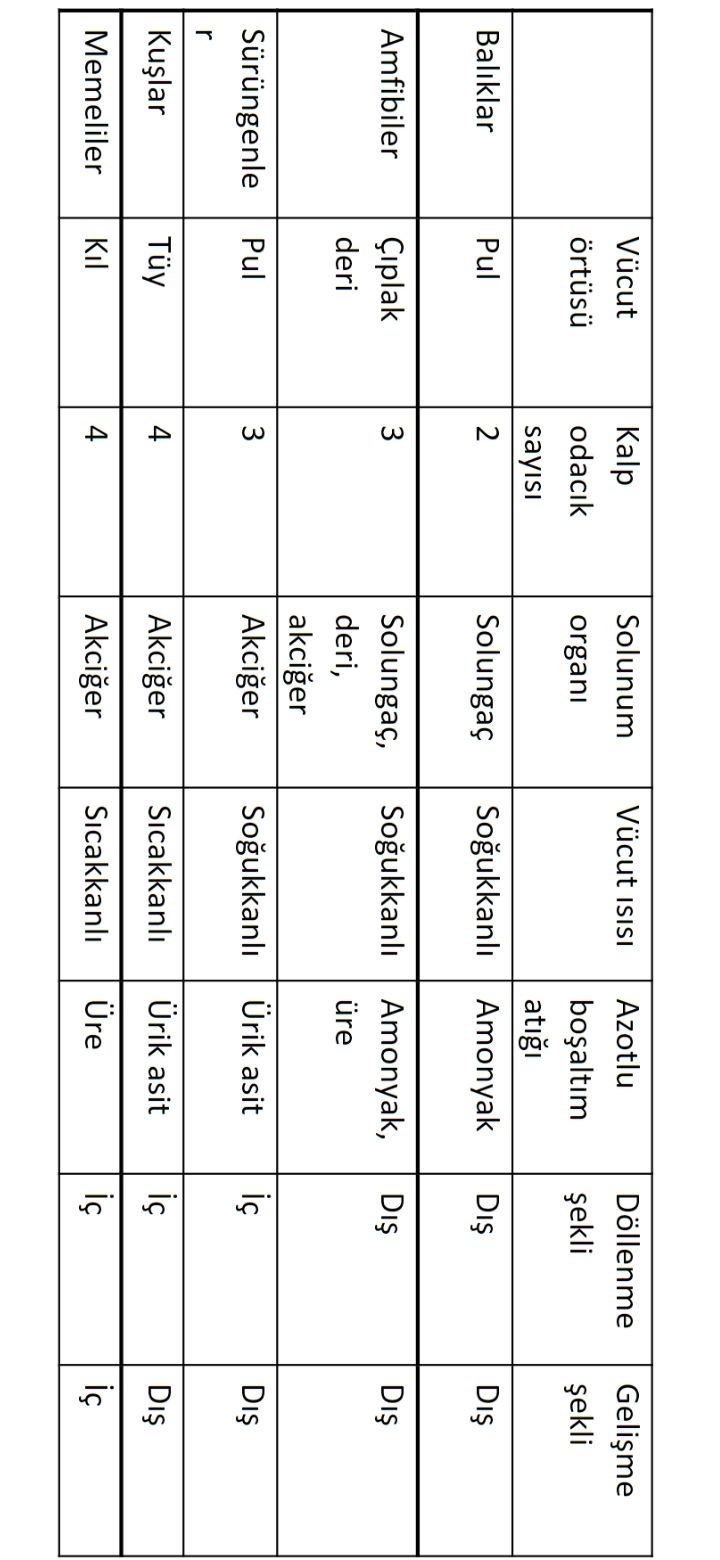 Vücut örtüsü
Kalp odacık sayısı
Solunum organı
Vücut ısısı
Azotlu boşaltım atığı
Döllenme şekli
Gelişme şekli
Balıklar
Pul
2
Solungaç
Soğukkanlı
Amonyak
Dış
Dış
Amfibiler
Çıplak deri
3
Solungaç, deri, akciğer
Soğukkanlı
Amonyak, üre
Dış
Dış
Sürüngenle
r
Pul
3
Akciğer
Soğukkanlı
Ürik asit
İç
Dış
Kuşlar
Tüy
4
Akciğer
Sıcakkanlı
Ürik asit
İç
Dış
Memeliler
Kıl
4
Akciğer
Sıcakkanlı
Üre
İç
İç